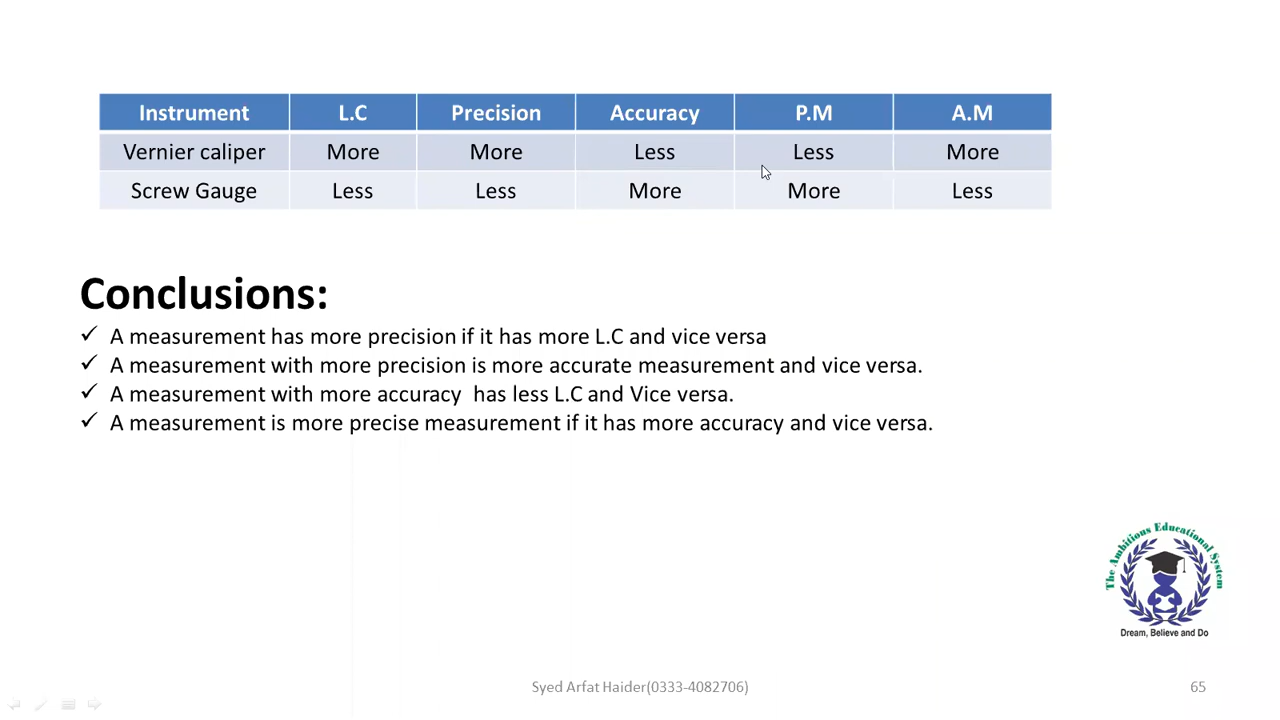 Instrument L.C Precision Accuracy P.M A.M
Vernier caliper More More Less Less More
Screw Gauge Less Less More More Less
Conclusions:
✓ A measurement has more precision if it has more L.C and vice versa
✓ A measurement with more precision is more accurate measurement and vice versa.
✓ A measurement with more accuracy  has less L.C and Vice versa.
✓ A measurement is more precise measurement if it has more accuracy and vice versa.
The Ambitious Educational System
Dream, Believe and Do
Syed Arfat Haider(0333-4082706)
65